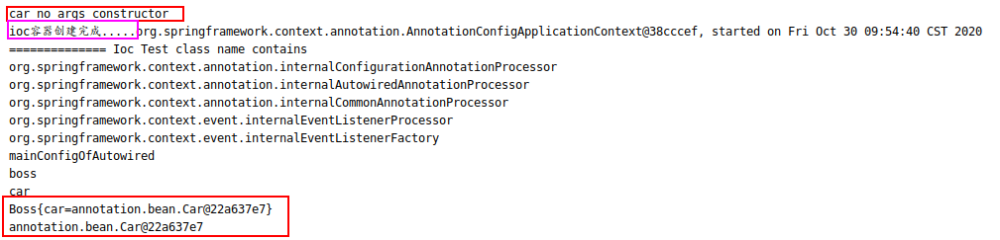 car no args constructor
ioc容器创建完成.....org.springframework.context.annotation.AnnotationConfigApplicationContext@38cccef, started on Fri Oct 30 09:54:40 CST 2020
============== Ioc Test class name contains
org.springframework.context.annotation.internalConfigurationAnnotationProcessor
org.springframework.context.annotation.internalAutowiredAnnotationProcessor
org.springframework.context.annotation.internalCommonAnnotationProcessor
org.springframework.context.event.internalEventListenerProcessor
org.springframework.context.event.internalEventListenerFactory
mainConfigOfAutowired
boss
car
Boss{car=annotation.bean.Car@22a637e7}
annotation.bean.Car@22a637e7